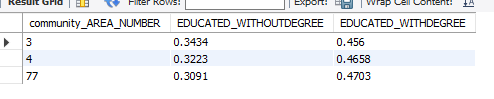 Result Grid Filter Rows: Export: Wrap Cell Content: IA
community_AREA_NUMBER EDUCATED_WITHOUTDEGREE EDUCATED_WITHDEGREE
3 0.3434 0.456
4 0.3223 0.4658
77 0.3091 0.4703